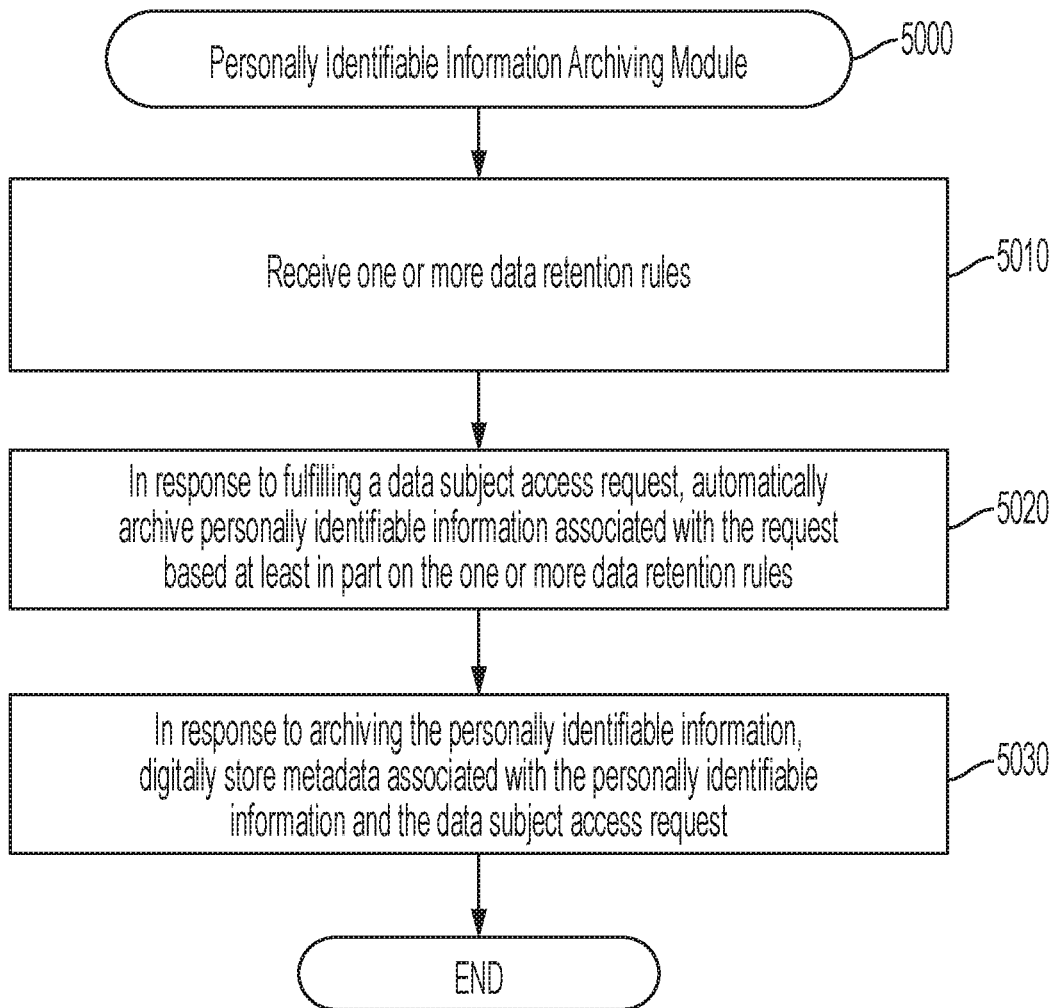 Personally Identifiable Information Archiving Module
5000
Receive one or more data retention rules
5010
In response to fulfilling a data subject access request, automatically
archive personally identifiable information associated with the request
based at least in part on the one or more data retention rules
5020
In response to archiving the personally identifiable information,
digitally store metadata associated with the personally identifiable
information and the data subject access request
5030
END